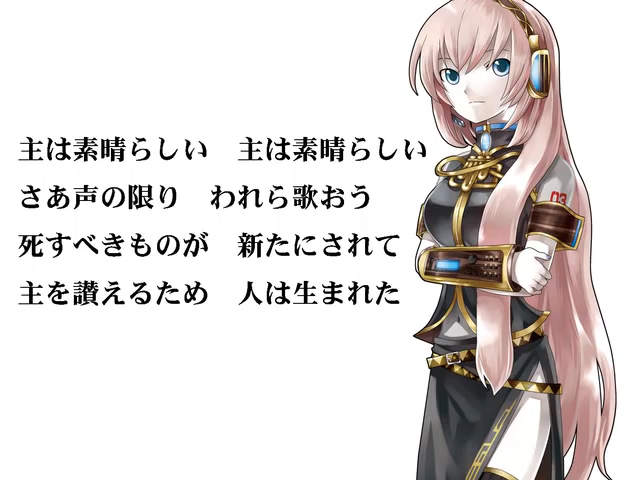 主は素晴らしい　主は素晴らしい
さあ声の限り　われら歌おう
死すべきものが　新たにされて
主を讃えるため　人は生まれた
03